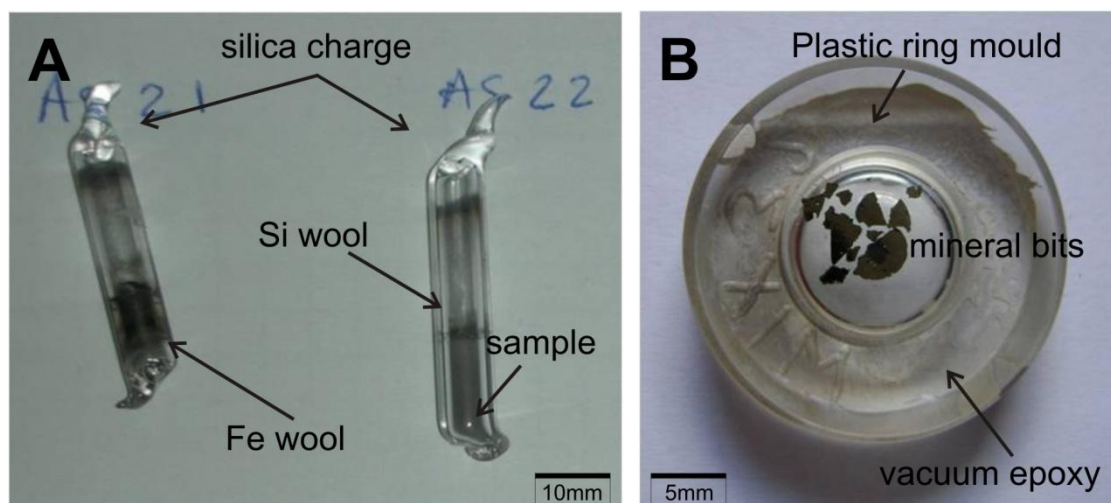 A
silica charge
AS 21
AS 22
Si wool
sample
Fe wool
10mm
B
Plastic ring mould
mineral bits
vacuum epoxy
5mm